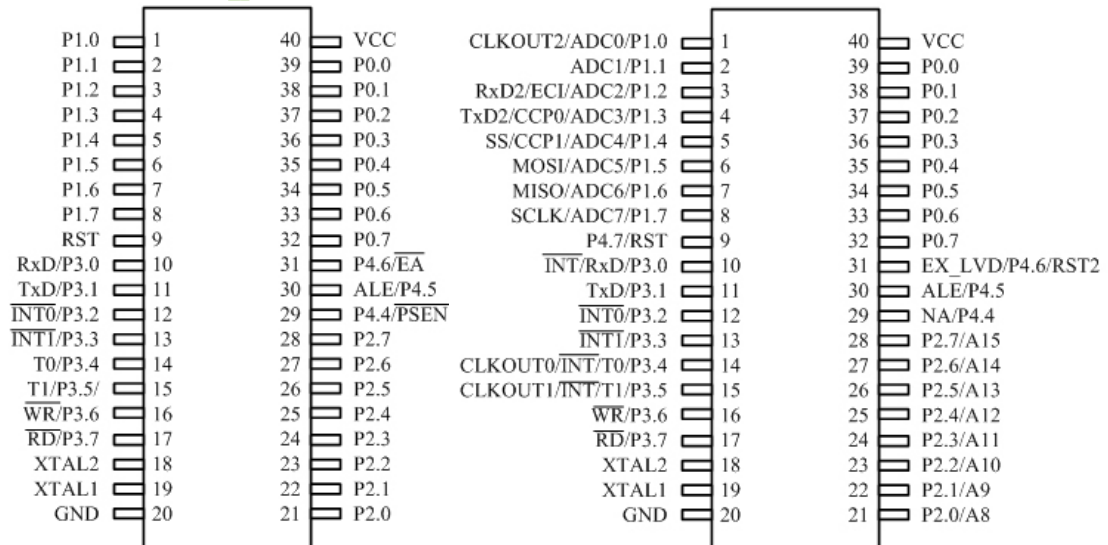 P1.0 1 40 VCC CLKOUT2/ADC0/P1.0 1 40 VCC
P1.1 2 39 P0.0 ADC1/P1.1 2 39 P0.0
P1.2 3 38 P0.1 RxD2/ECI/ADC2/P1.2 3 38 P0.1
P1.3 4 37 P0.2 TxD2/CCP0/ADC3/P1.3 4 37 P0.2
P1.4 5 36 P0.3 SS/CCP1/ADC4/P1.4 5 36 P0.3
P1.5 6 35 P0.4 MOSI/ADC5/P1.5 6 35 P0.4
P1.6 7 34 P0.5 MISO/ADC6/P1.6 7 34 P0.5
P1.7 8 33 P0.6 SCLK/ADC7/P1.7 8 33 P0.6
RST 9 32 P0.7 P4.7/RST 9 32 P0.7
RxD/P3.0 10 31 P4.6/E̅A̅ I̅N̅T̅/RxD/P3.0 10 31 EX_LVD/P4.6/RST2
TxD/P3.1 11 30 ALE/P4.5 TxD/P3.1 11 30 ALE/P4.5
I̅N̅T̅0̅/P3.2 12 29 P4.4/P̅S̅E̅N̅ I̅N̅T̅0̅/P3.2 12 29 NA/P4.4
I̅N̅T̅1̅/P3.3 13 28 P2.7 I̅N̅T̅1̅/P3.3 13 28 P2.7/A15
T0/P3.4 14 27 P2.6 CLKOUT0/I̅N̅T̅/T0/P3.4 14 27 P2.6/A14
T1/P3.5/ 15 26 P2.5 CLKOUT1/I̅N̅T̅/T1/P3.5 15 26 P2.5/A13
W̅R̅/P3.6 16 25 P2.4 W̅R̅/P3.6 16 25 P2.4/A12
R̅D̅/P3.7 17 24 P2.3 R̅D̅/P3.7 17 24 P2.3/A11
XTAL2 18 23 P2.2 XTAL2 18 23 P2.2/A10
XTAL1 19 22 P2.1 XTAL1 19 22 P2.1/A9
GND 20 21 P2.0 GND 20 21 P2.0/A8